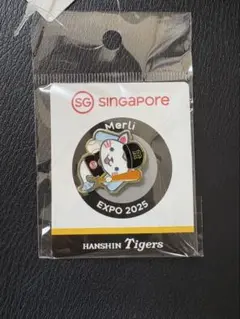 SG SINGAPORE
Merli
EXPO 2025
HANSHIN Tigers